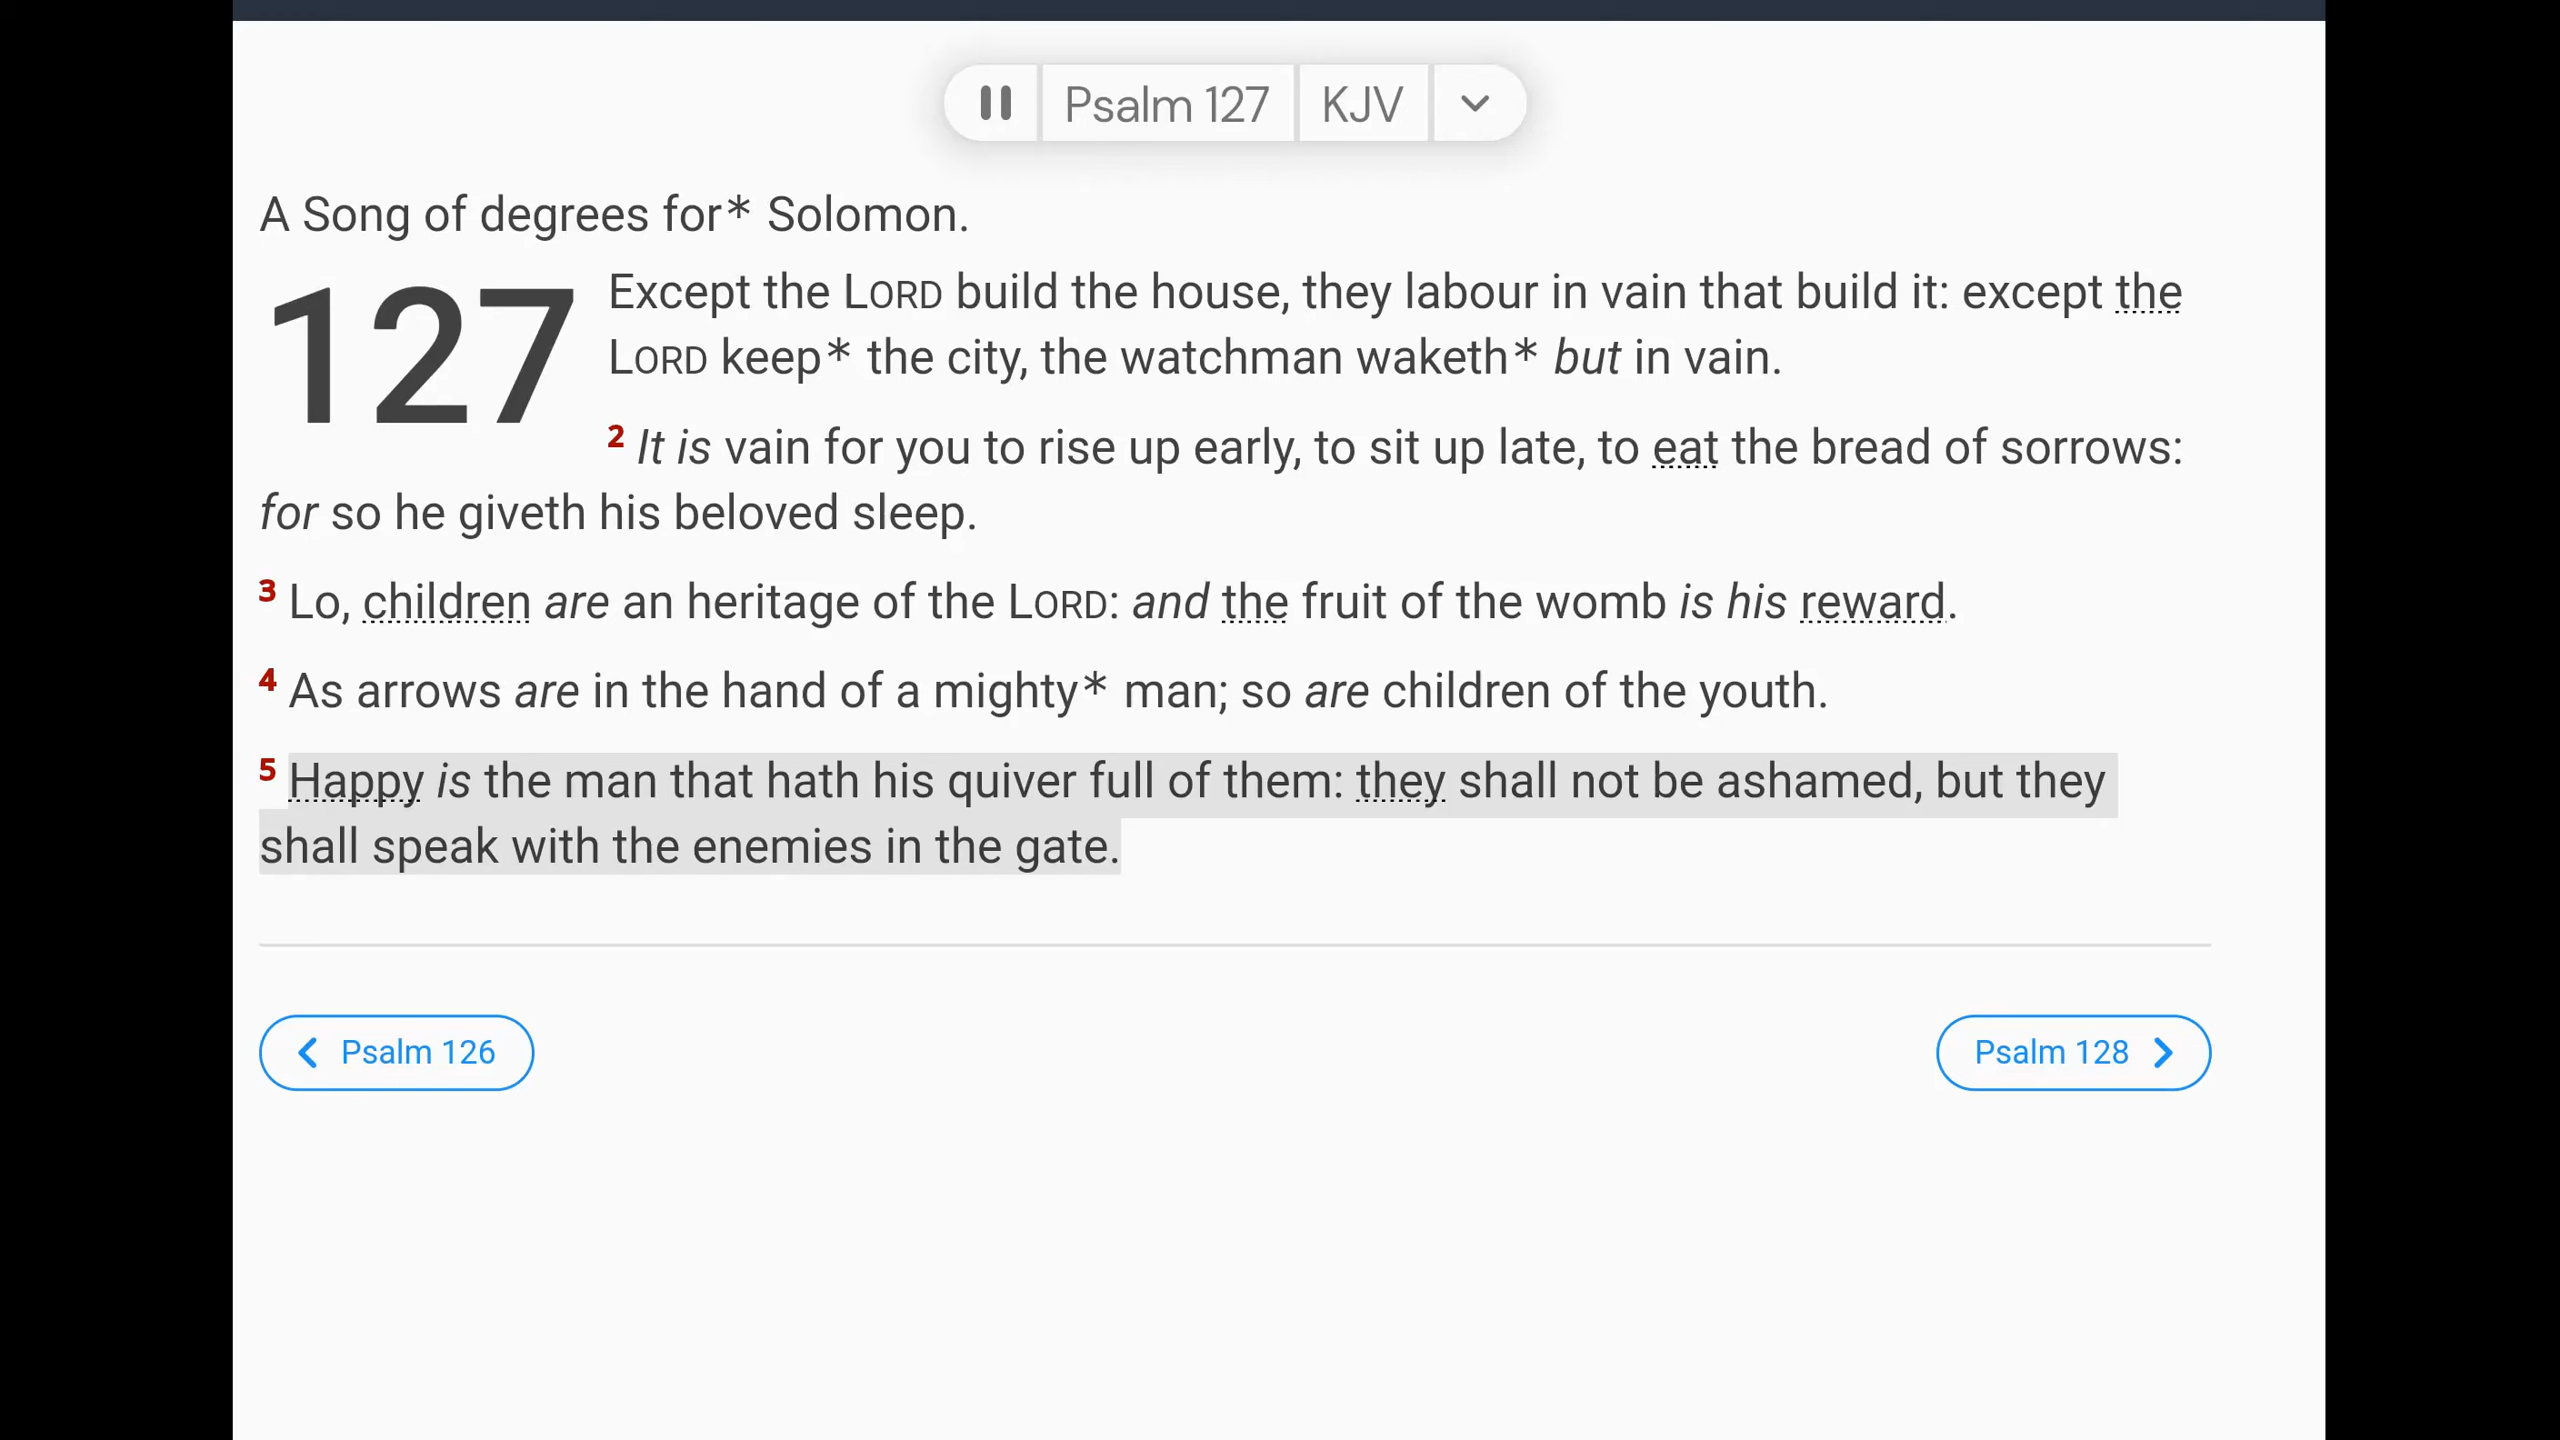 Psalm 127 KJV
A Song of degrees for* Solomon.
127 Except the LORD build the house, they labour in vain that build it: except the
LORD keep* the city, the watchman waketh* but in vain.
2 It is vain for you to rise up early, to sit up late, to eat the bread of sorrows:
for so he giveth his beloved sleep.
3 Lo, children are an heritage of the LORD: and the fruit of the womb is his reward.
4 As arrows are in the hand of a mighty* man; so are children of the youth.
5 Happy is the man that hath his quiver full of them: they shall not be ashamed, but they
shall speak with the enemies in the gate.
Psalm 126
Psalm 128